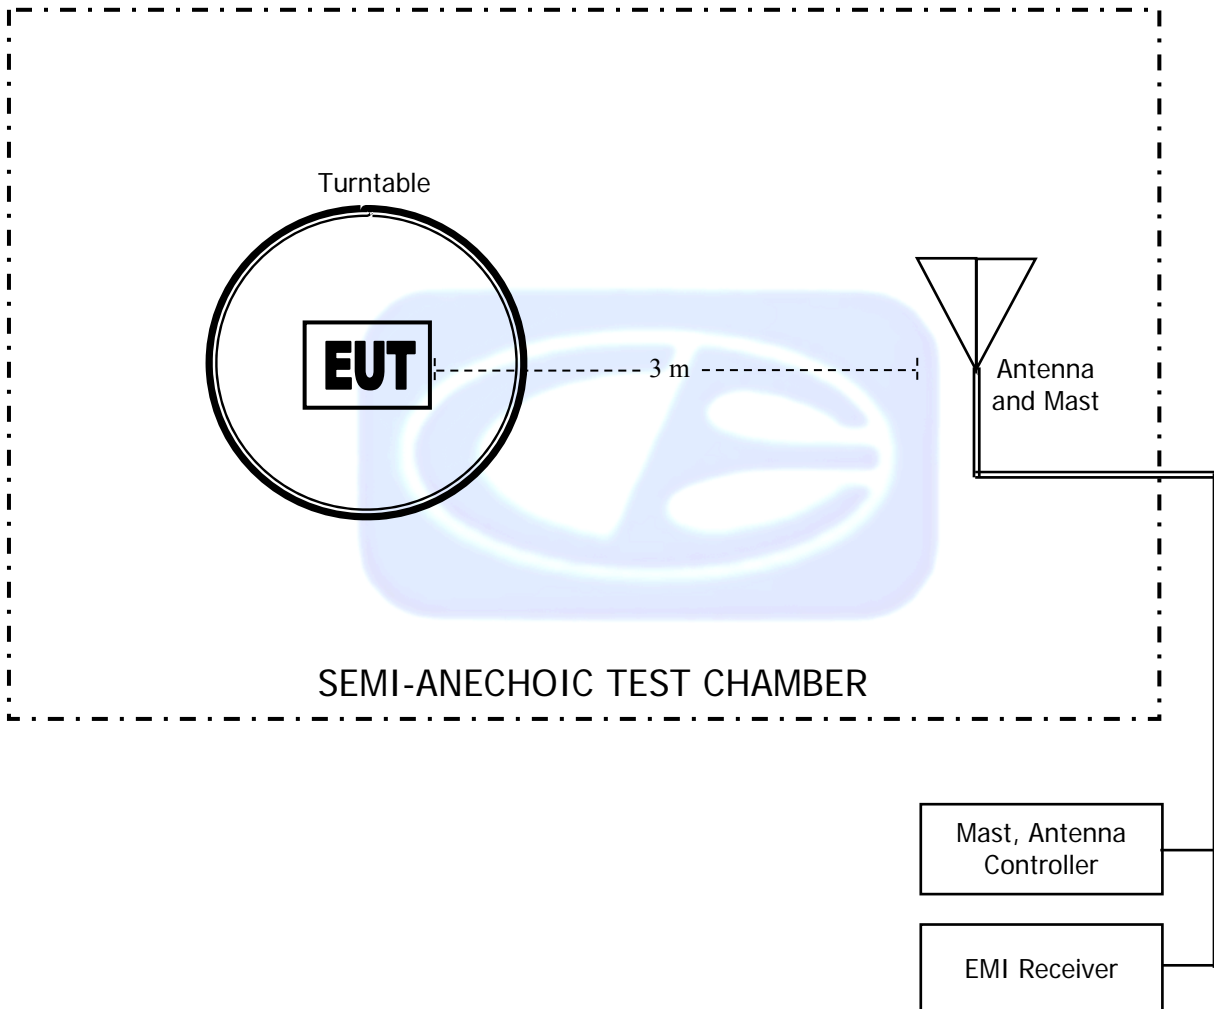 Turntable
EUT
3 m
Antenna
and Mast
SEMI-ANECHOIC TEST CHAMBER
Mast, Antenna
Controller
EMI Receiver